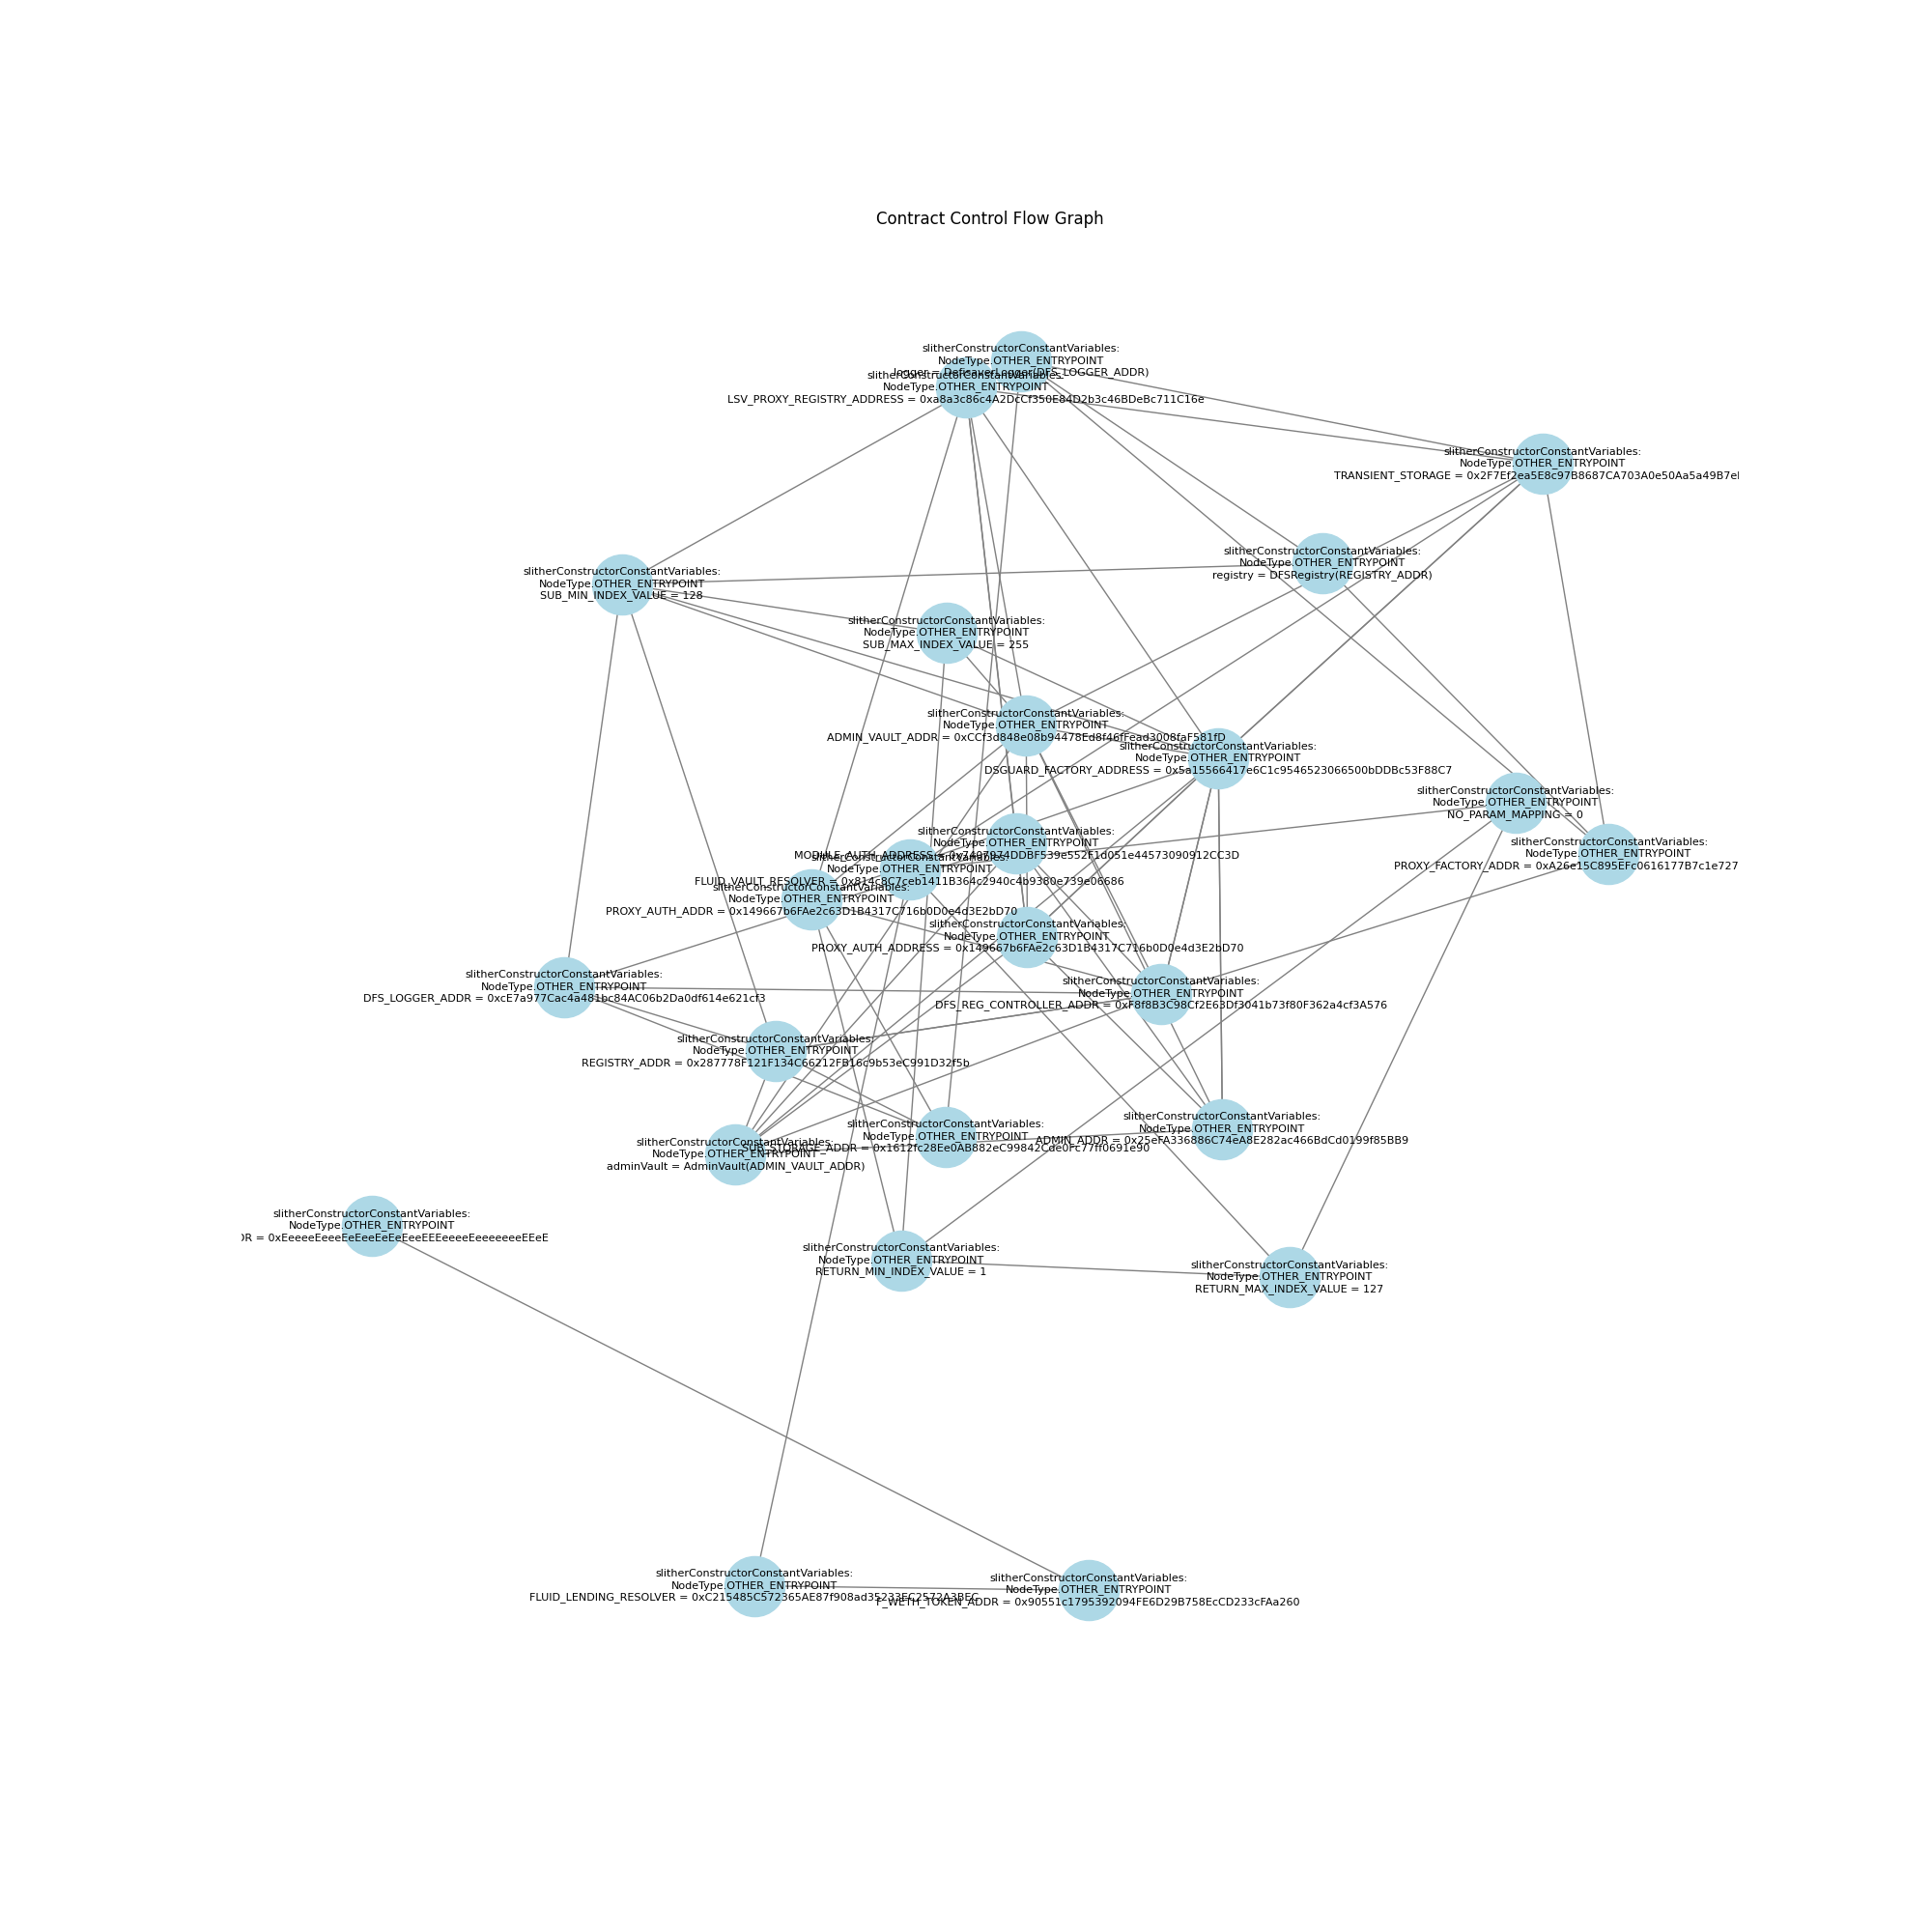 Contract Control Flow Graph
slitherConstructorConstantVariables:
NodeType.OTHER_ENTRYPOINT
logger = DefisaverLogger(DFS_LOGGER_ADDR)
slitherConstructorConstantVariables:
NodeType.OTHER_ENTRYPOINT
LSV_PROXY_REGISTRY_ADDRESS = 0xa8a3c86c4A2DcCf350E84D2b3c46BDeBc711C16e
slitherConstructorConstantVariables:
NodeType.OTHER_ENTRYPOINT
TRANSIENT_STORAGE = 0x2F7Ef2ea5E8c97B8687CA703A0e50Aa5a49B7e
slitherConstructorConstantVariables:
NodeType.OTHER_ENTRYPOINT
registry = DFSRegistry(REGISTRY_ADDR)
slitherConstructorConstantVariables:
NodeType.OTHER_ENTRYPOINT
SUB_MIN_INDEX_VALUE = 128
slitherConstructorConstantVariables:
NodeType.OTHER_ENTRYPOINT
SUB_MAX_INDEX_VALUE = 255
slitherConstructorConstantVariables:
NodeType.OTHER_ENTRYPOINT
ADMIN_VAULT_ADDR = 0xCCf3d848e08b94478Ed8f46fFead3008faF581fD
slitherConstructorConstantVariables:
NodeType.OTHER_ENTRYPOINT
DSGUARD_FACTORY_ADDRESS = 0x5a15566417e6C1c9546523066500bDDBc53F88C7
slitherConstructorConstantVariables:
NodeType.OTHER_ENTRYPOINT
NO_PARAM_MAPPING = 0
slitherConstructorConstantVariables:
NodeType.OTHER_ENTRYPOINT
PROXY_FACTORY_ADDR = 0xA26e15C895EFc0616177B7c1e727
slitherConstructorConstantVariables:
NodeType.OTHER_ENTRYPOINT
MODULE_AUTH_ADDRESS = 0x7407974DDBF539e552F1d051e44573090912CC3D
slitherConstructorConstantVariables:
NodeType.OTHER_ENTRYPOINT
FLUID_VAULT_RESOLVER = 0x814c8C7ceb1411B364c2940c4b9380e739e06686
slitherConstructorConstantVariables:
NodeType.OTHER_ENTRYPOINT
PROXY_AUTH_ADDR = 0x149667b6FAe2c63D1B4317C716b0D0e4d3E2bD70
slitherConstructorConstantVariables:
NodeType.OTHER_ENTRYPOINT
PROXY_AUTH_ADDRESS = 0x149667b6FAe2c63D1B4317C716b0D0e4d3E2bD70
slitherConstructorConstantVariables:
NodeType.OTHER_ENTRYPOINT
DFS_LOGGER_ADDR = 0xcE7a977Cac4a481bc84AC06b2Da0df614e621cf3
slitherConstructorConstantVariables:
NodeType.OTHER_ENTRYPOINT
DFS_REG_CONTROLLER_ADDR = 0xF8f8B3C98Cf2E63Df3041b73f80F362a4cf3A576
slitherConstructorConstantVariables:
NodeType.OTHER_ENTRYPOINT
REGISTRY_ADDR = 0x287778F121F134C66212FB16c9b53eC991D32f5b
slitherConstructorConstantVariables:
NodeType.OTHER_ENTRYPOINT
ADMIN_ADDR = 0x25eFA336886C74eA8E282ac466BdCd0199f85BB9
slitherConstructorConstantVariables:
NodeType.OTHER_ENTRYPOINT
SUB_STORAGE_ADDR = 0x1612fc28Ee0AB882eC99842Cde0Fc77ff0691e90
slitherConstructorConstantVariables:
NodeType.OTHER_ENTRYPOINT
adminVault = AdminVault(ADMIN_VAULT_ADDR)
slitherConstructorConstantVariables:
NodeType.OTHER_ENTRYPOINT
DR = 0xEeeeeEeeeEeEeeEeEeEeeEEEeeeeEeeeeeeeEEeE
slitherConstructorConstantVariables:
NodeType.OTHER_ENTRYPOINT
RETURN_MIN_INDEX_VALUE = 1
slitherConstructorConstantVariables:
NodeType.OTHER_ENTRYPOINT
RETURN_MAX_INDEX_VALUE = 127
slitherConstructorConstantVariables:
NodeType.OTHER_ENTRYPOINT
FLUID_LENDING_RESOLVER = 0xC215485C572365AE87f908ad35233EC2572A3BEC
slitherConstructorConstantVariables:
NodeType.OTHER_ENTRYPOINT
F_WETH_TOKEN_ADDR = 0x90551c1795392094FE6D29B758EcCD233cFAa260